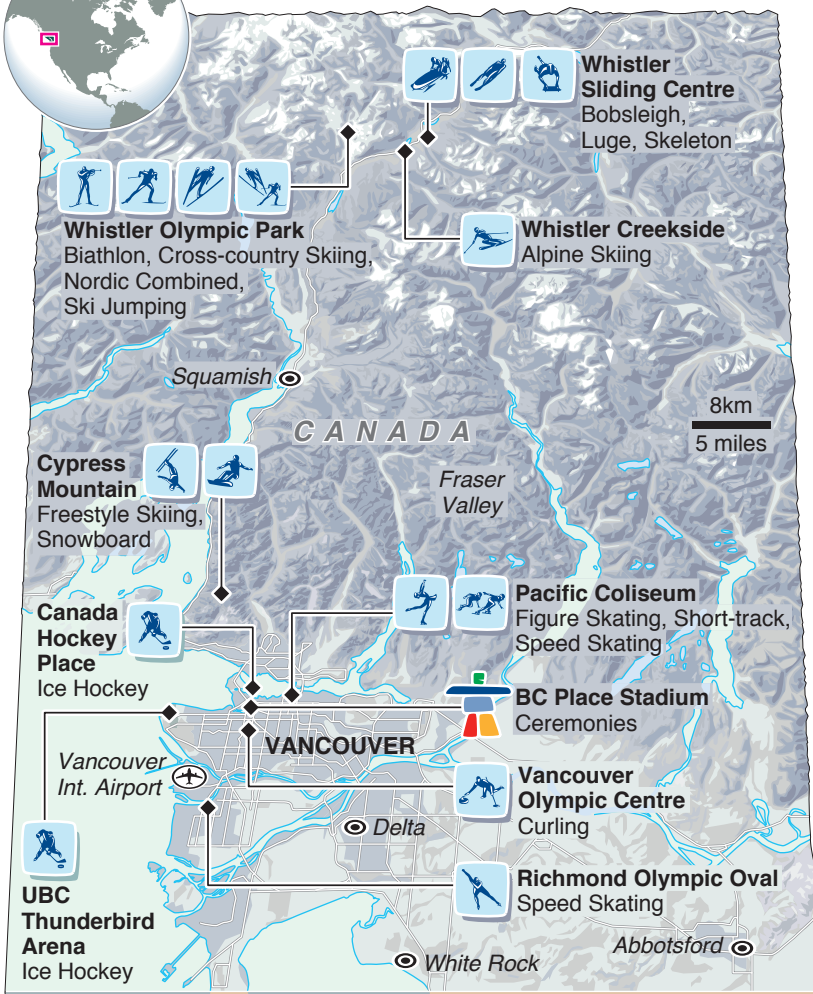 Whistler
Sliding Centre
Bobsleigh,
Luge, Skeleton
Whistler Olympic Park
Biathlon, Cross-country Skiing,
Nordic Combined,
Ski Jumping
Whistler Creekside
Alpine Skiing
Squamish
CANADA
8km
5 miles
Cypress
Mountain
Freestyle Skiing,
Snowboard
Fraser
Valley
Canada
Hockey
Place
Ice Hockey
Pacific Coliseum
Figure Skating, Short-track,
Speed Skating
BC Place Stadium
Ceremonies
VANCOUVER
Vancouver
Int. Airport
Vancouver
Olympic Centre
Curling
Delta
UBC
Thunderbird
Arena
Ice Hockey
Richmond Olympic Oval
Speed Skating
White Rock
Abbotsford